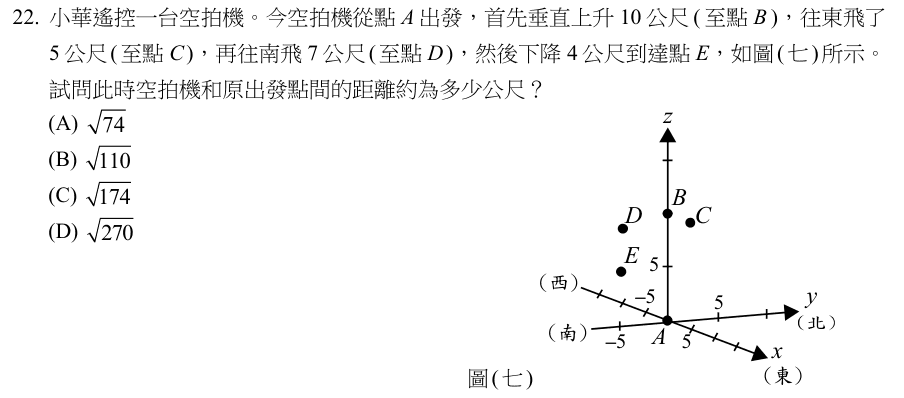 22. 小華遙控一台空拍機。今空拍機從點 A 出發，首先垂直上升 10 公尺 ( 至點 B )，往東飛了
5 公尺 ( 至點 C )，再往南飛 7 公尺 ( 至點 D )，然後下降 4 公尺到達點 E，如圖 ( 七 ) 所示。
試問此時空拍機和原出發點間的距離約為多少公尺？
(A) √74
(B) √110
(C) √174
(D) √270
z
B
D
C
E
5
（西）
−5
5
y
（北）
（南）
−5
A
5
x
（東）
圖 ( 七 )